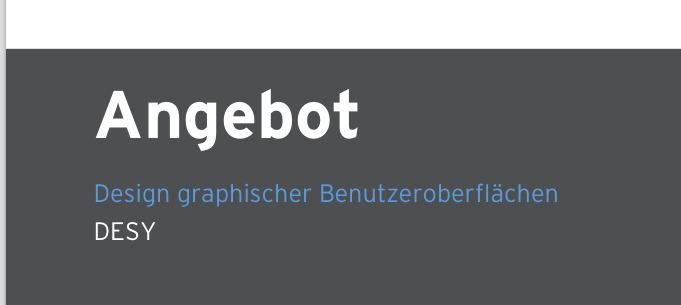 Angebot
Design graphischer Benutzeroberflächen
DESY